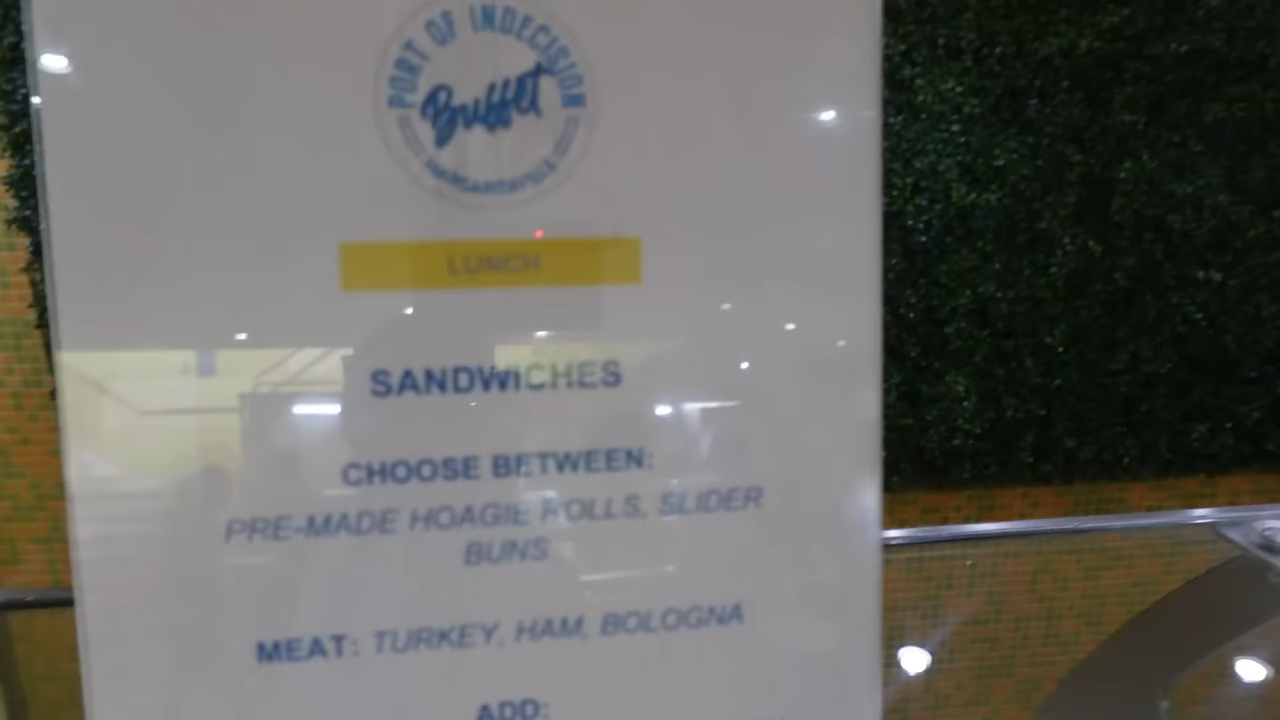 PORT OF INDECISION
Buffet
MARGARITAVILLE
LUNCH
SANDWICHES
CHOOSE BETWEEN:
PRE-MADE HOAGIE ROLLS, SLIDER
BUNS
MEAT: TURKEY, HAM, BOLOGNA
ADD: